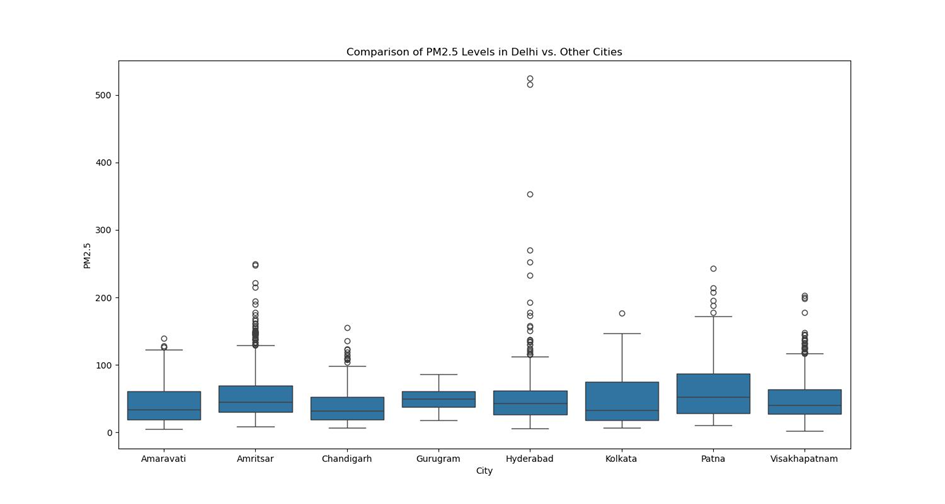 Comparison of PM2.5 Levels in Delhi vs. Other Cities
500
400
300
200
100
0
PM2.5
Amaravati Amritsar Chandigarh Gurugram Hyderabad Kolkata Patna Visakhapatnam
City